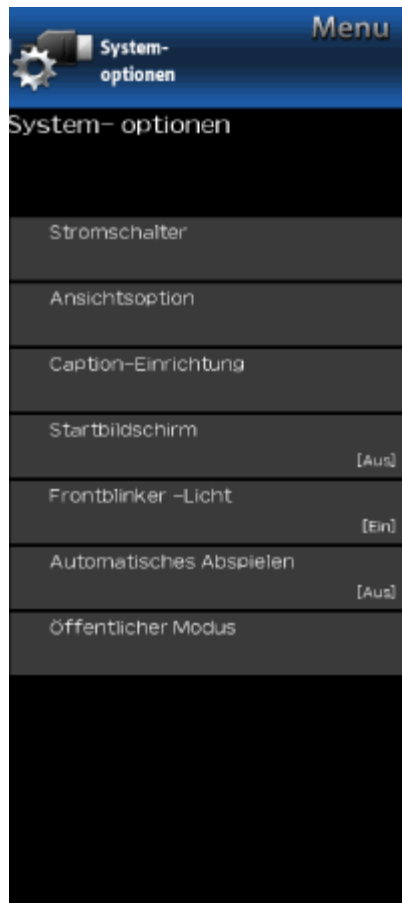 Menu
System-
optionen
System- optionen
Stromschalter
Ansichtsoption
Caption-Einrichtung
Startbildschirm
[Aus]
Frontblinker -Licht
[Ein]
Automatisches Abspielen
[Aus]
Öffentlicher Modus